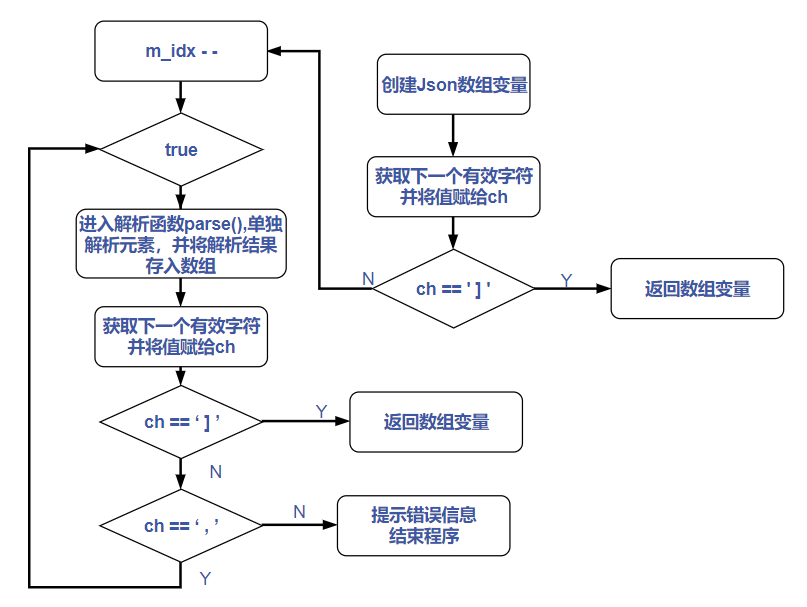 m_idx - -
创建Json数组变量
true
获取下一个有效字符
并将值赋给ch
进入解析函数parse(),单独
解析元素，并将解析结果
存入数组
N
ch == ' ] '
Y
返回数组变量
获取下一个有效字符
并将值赋给ch
ch == ‘ ] ’
Y
返回数组变量
N
ch == ‘ , ’
N
提示错误信息
结束程序
Y